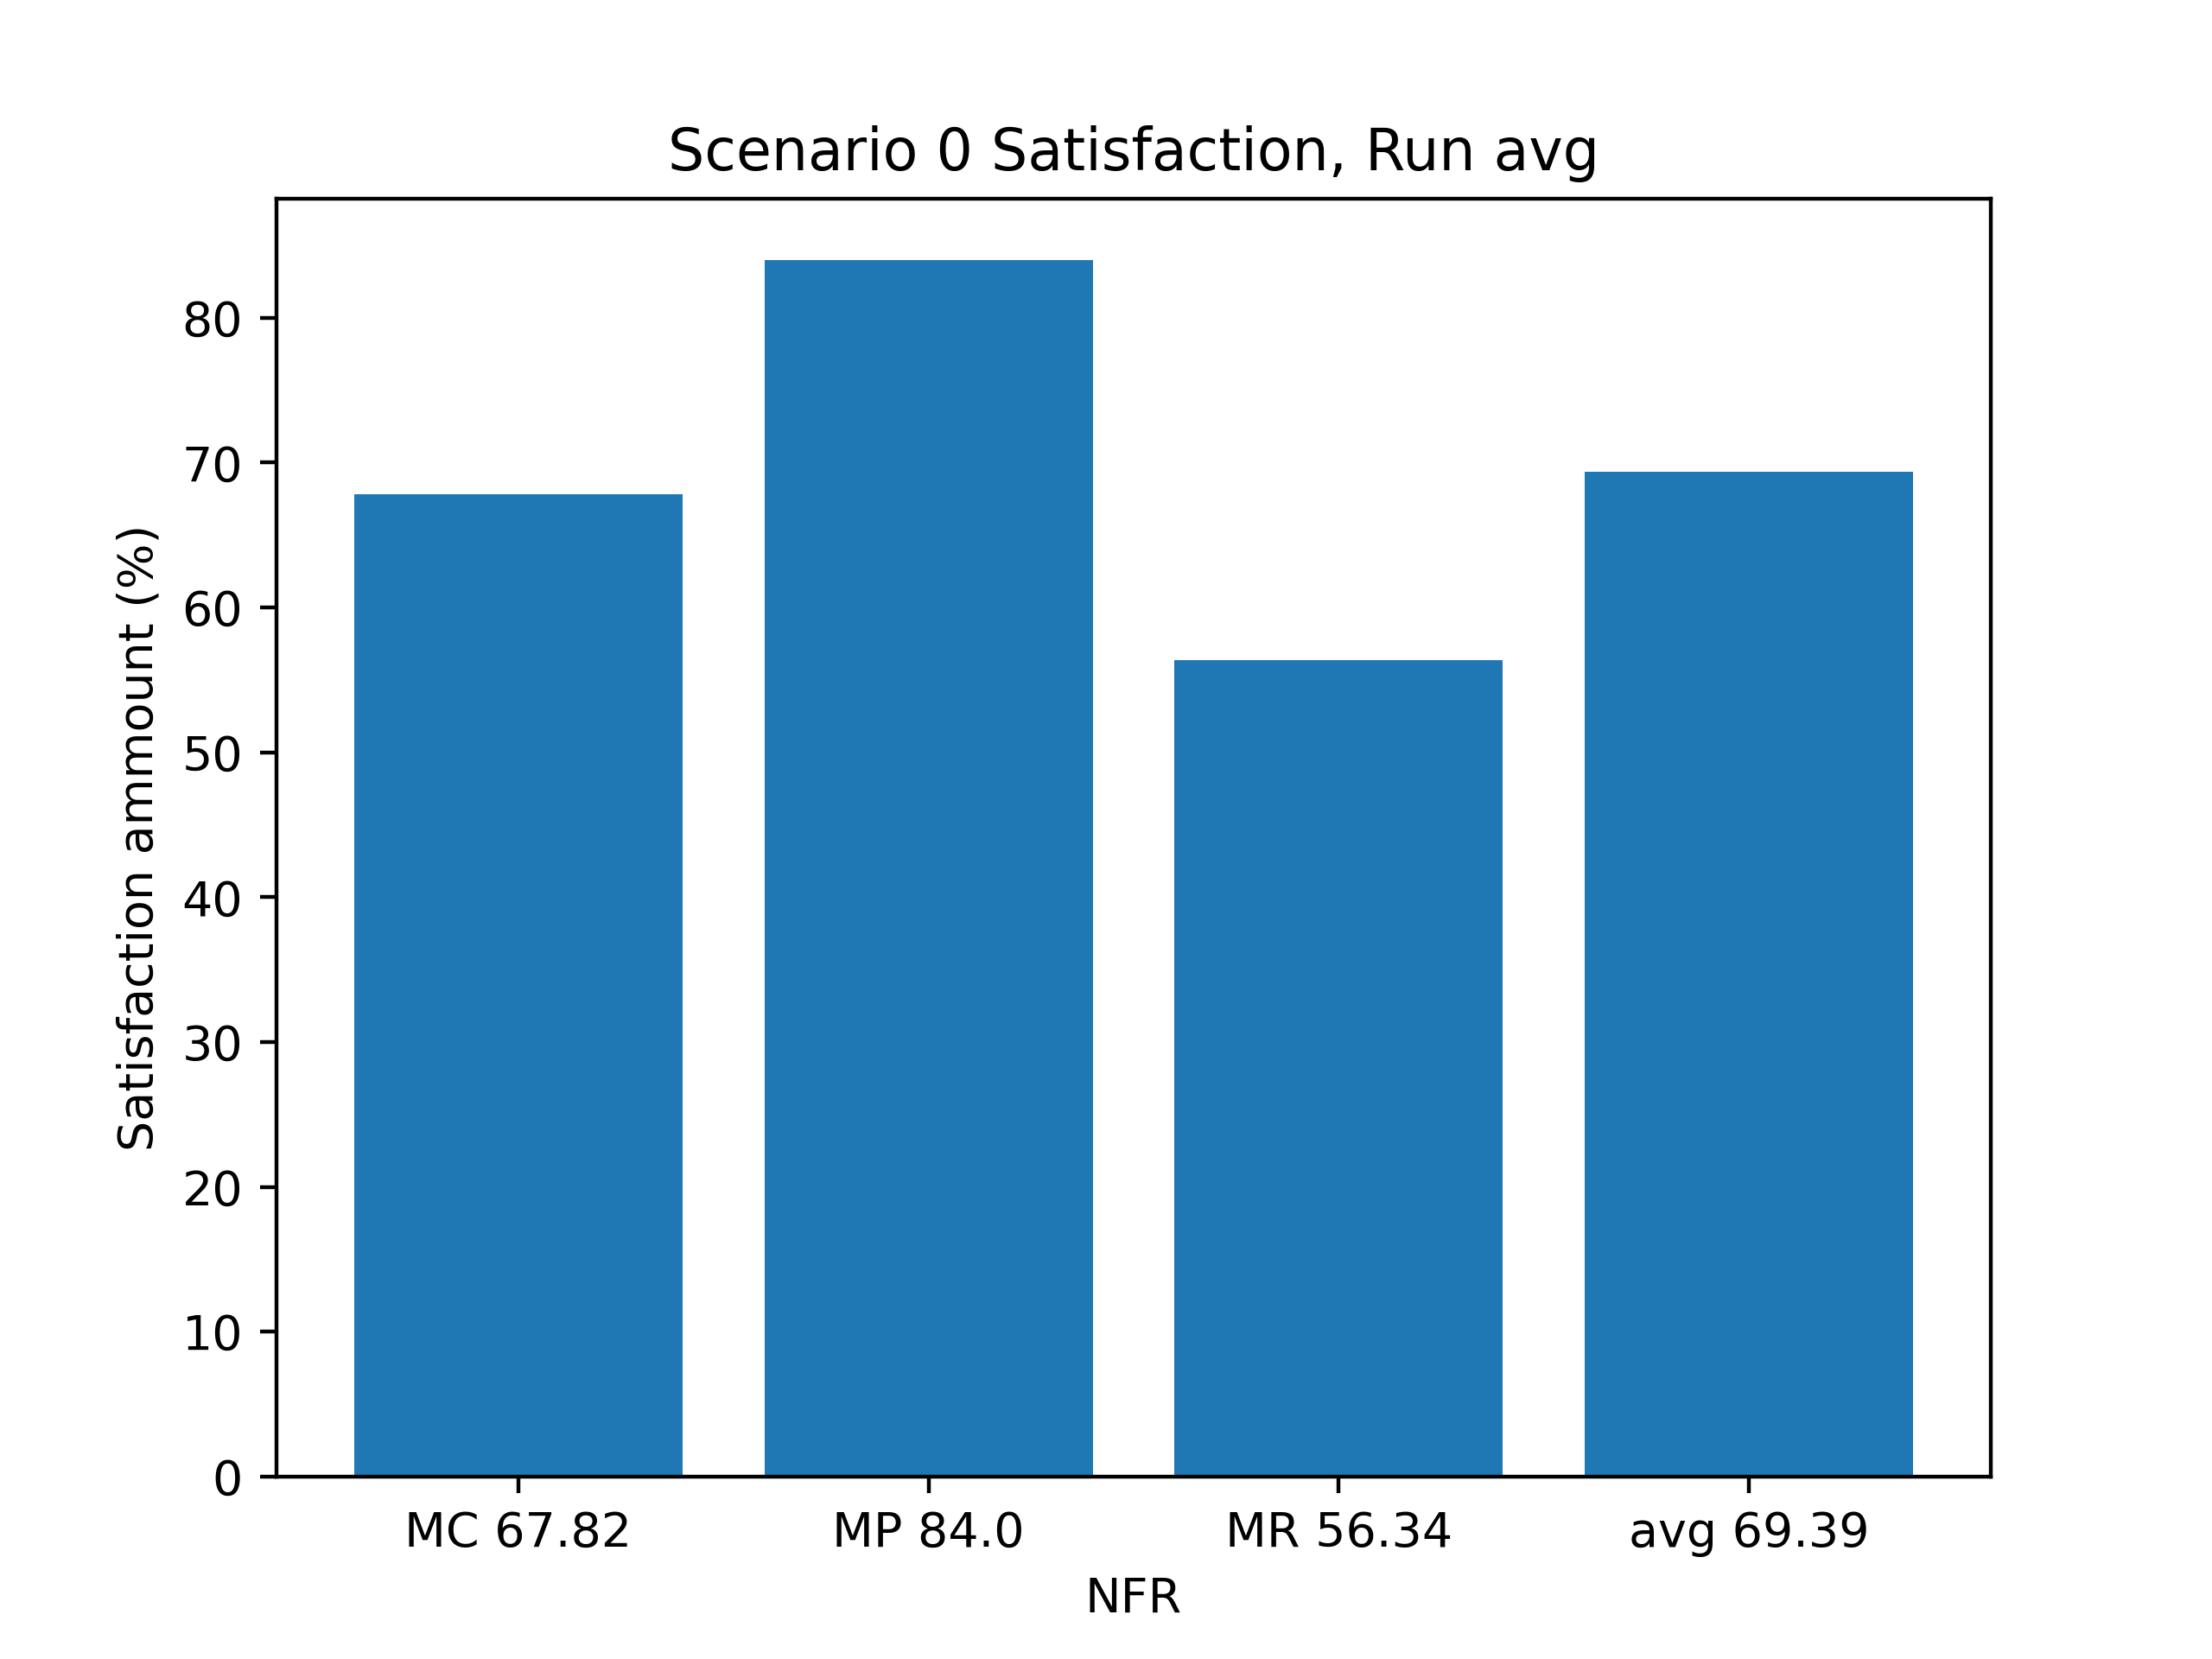 Scenario 0 Satisfaction, Run avg
Satisfaction ammount (%)
80
70
60
50
40
30
20
10
0
MC 67.82 MP 84.0 MR 56.34 avg 69.39
NFR